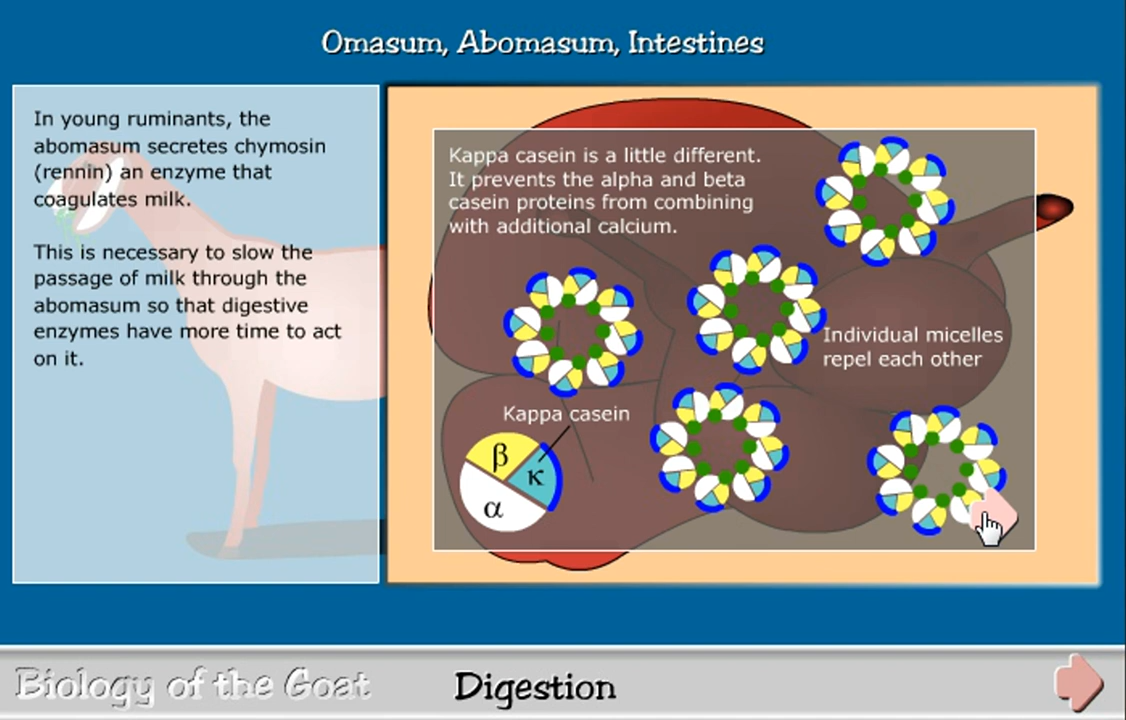 Omasum, Abomasum, Intestines
In young ruminants, the
abomasum secretes chymosin
(rennin) an enzyme that
coagulates milk.
This is necessary to slow the
passage of milk through the
abomasum so that digestive
enzymes have more time to act
on it.
Kappa casein is a little different.
It prevents the alpha and beta
casein proteins from combining
with additional calcium.
Individual micelles
repel each other
Kappa casein
β
κ
α
Biology of the Goat
Digestion